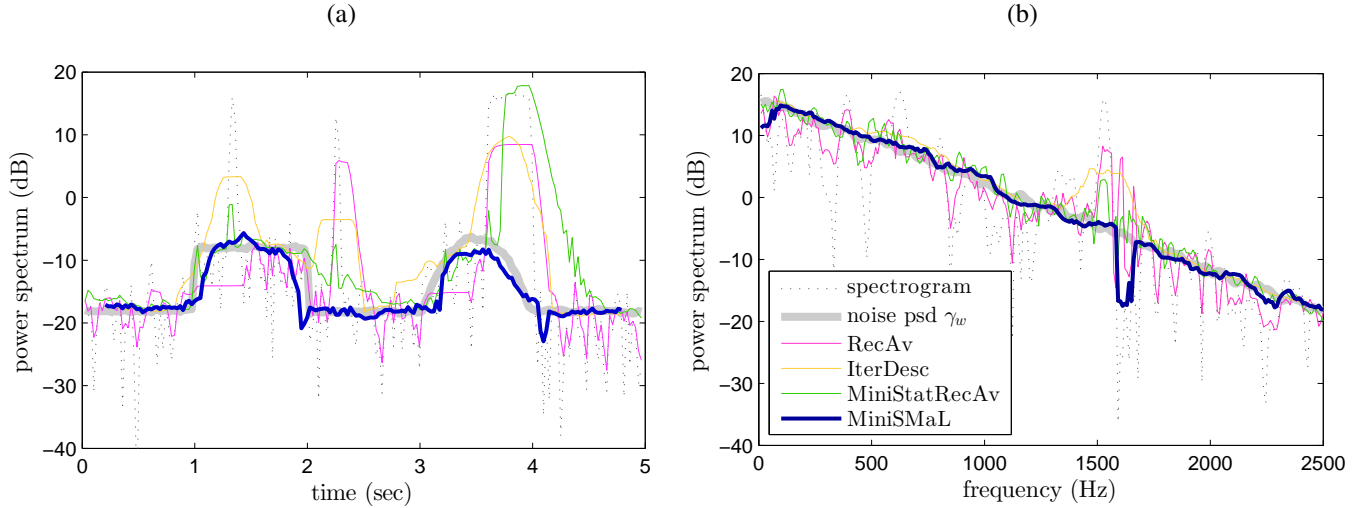 (a)
(b)
power spectrum (dB)
20
10
0
−10
−20
−30
−40
0
1
2
3
4
5
time (sec)
power spectrum (dB)
20
10
0
−10
−20
−30
−40
0
500
1000
1500
2000
2500
frequency (Hz)
spectrogram
noise psd γw
RecAv
IterDesc
MiniStatRecAv
MiniSMaL